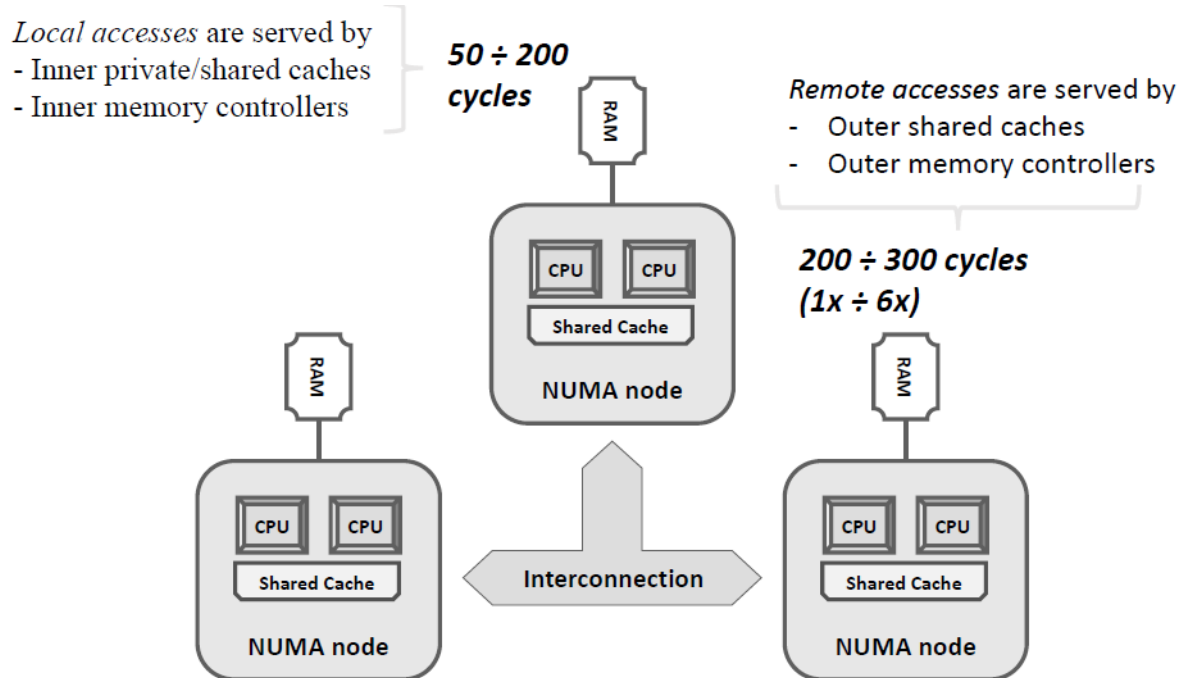 Local accesses are served by
- Inner private/shared caches
- Inner memory controllers
50 ÷ 200
cycles
Remote accesses are served by
- Outer shared caches
- Outer memory controllers
200 ÷ 300 cycles
(1x ÷ 6x)
RAM
CPU CPU
Shared Cache
NUMA node
RAM
CPU CPU
Shared Cache
NUMA node
Interconnection
RAM
CPU CPU
Shared Cache
NUMA node